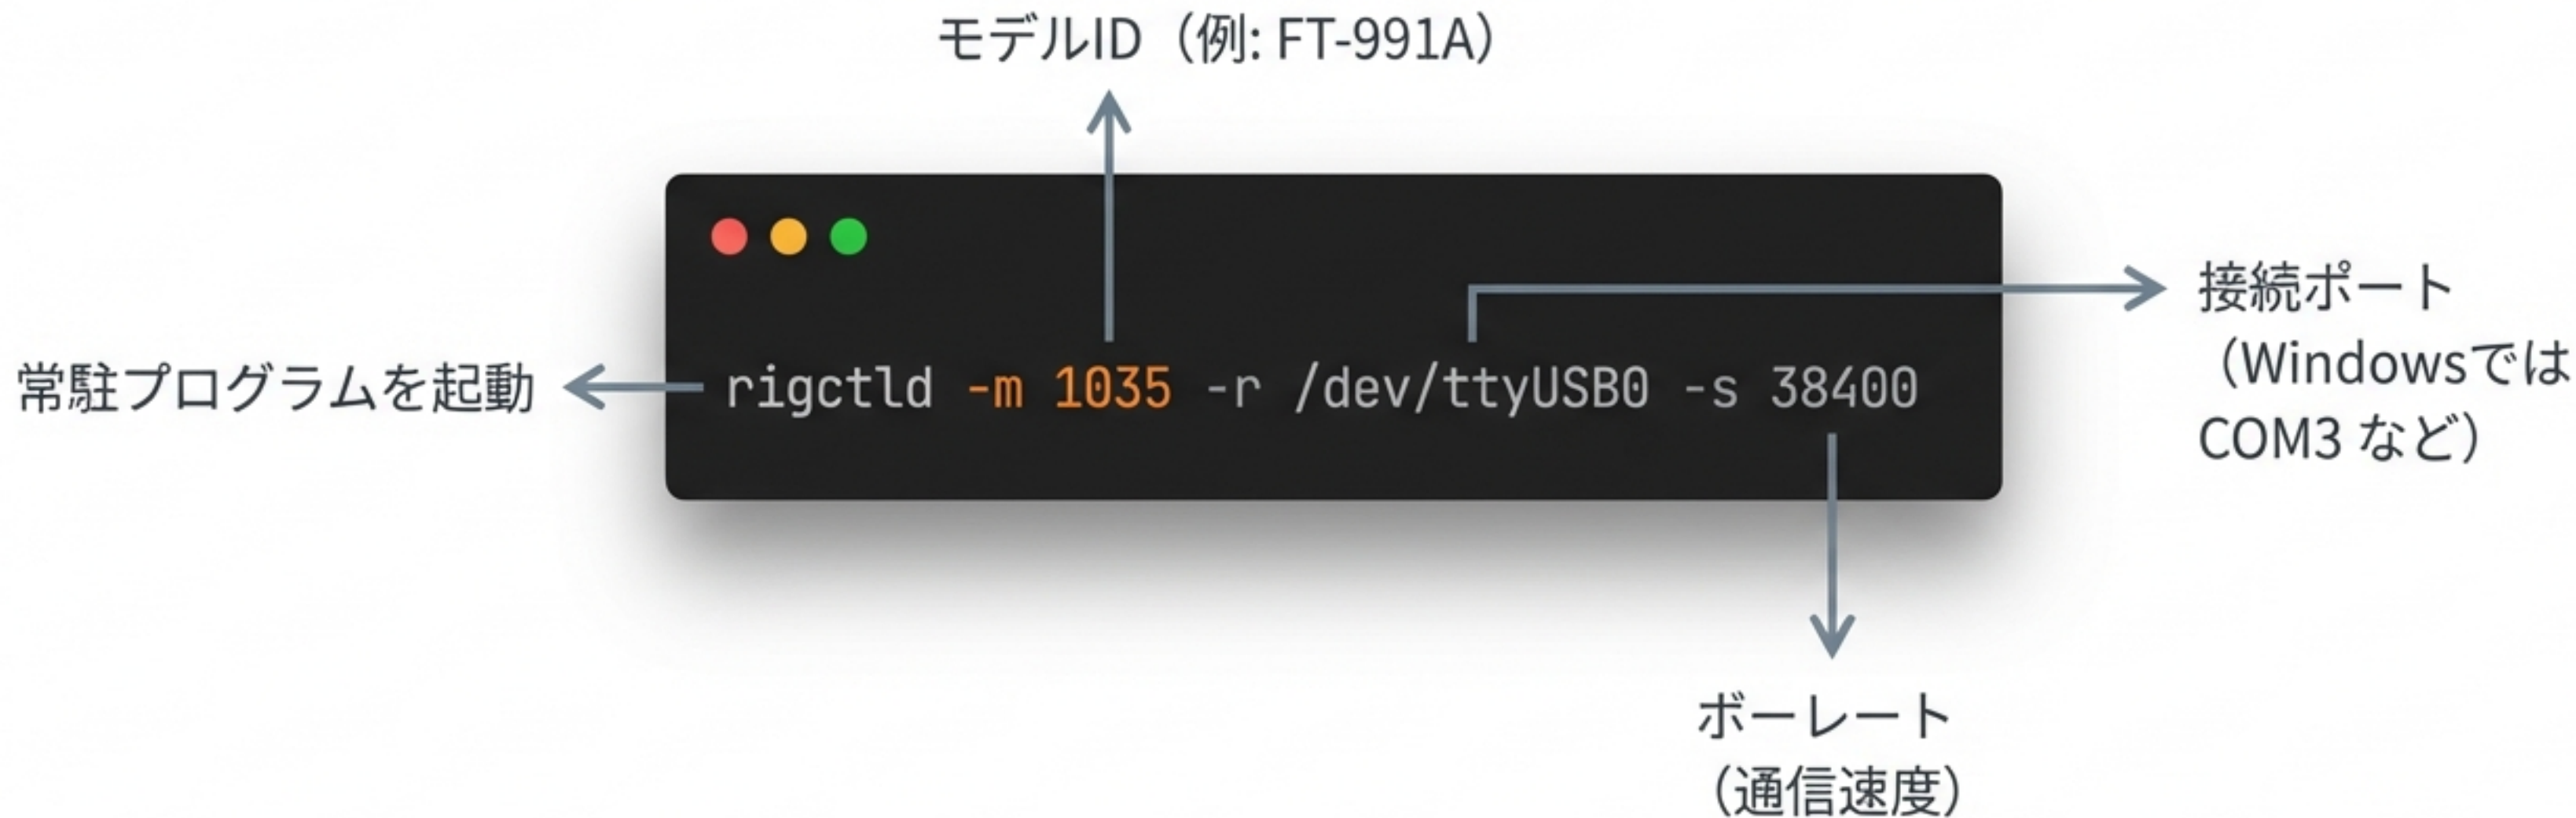 モデルID（例: FT-991A）
常駐プログラムを起動
rigctld -m 1035 -r /dev/ttyUSB0 -s 38400
接続ポート
（Windowsでは
COM3 など）
ボーレート
（通信速度）